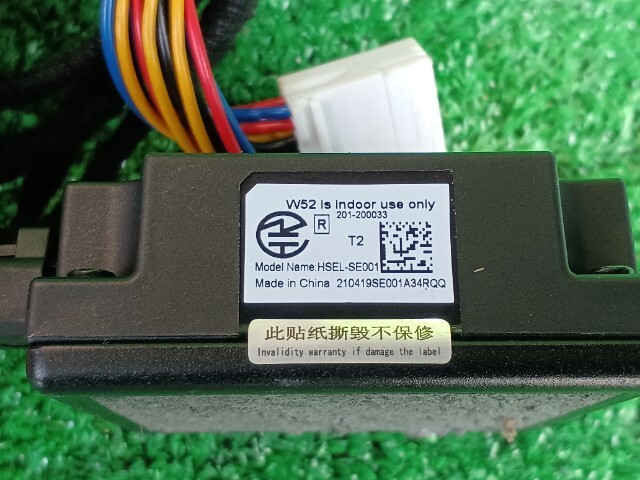 W52 is Indoor use only
R 201-200033
T2
Model Name:HSEL-SE001
Made in China 210419SE001A34RQQ
此贴纸撕毁不保修
Invalidity warranty if damage the label